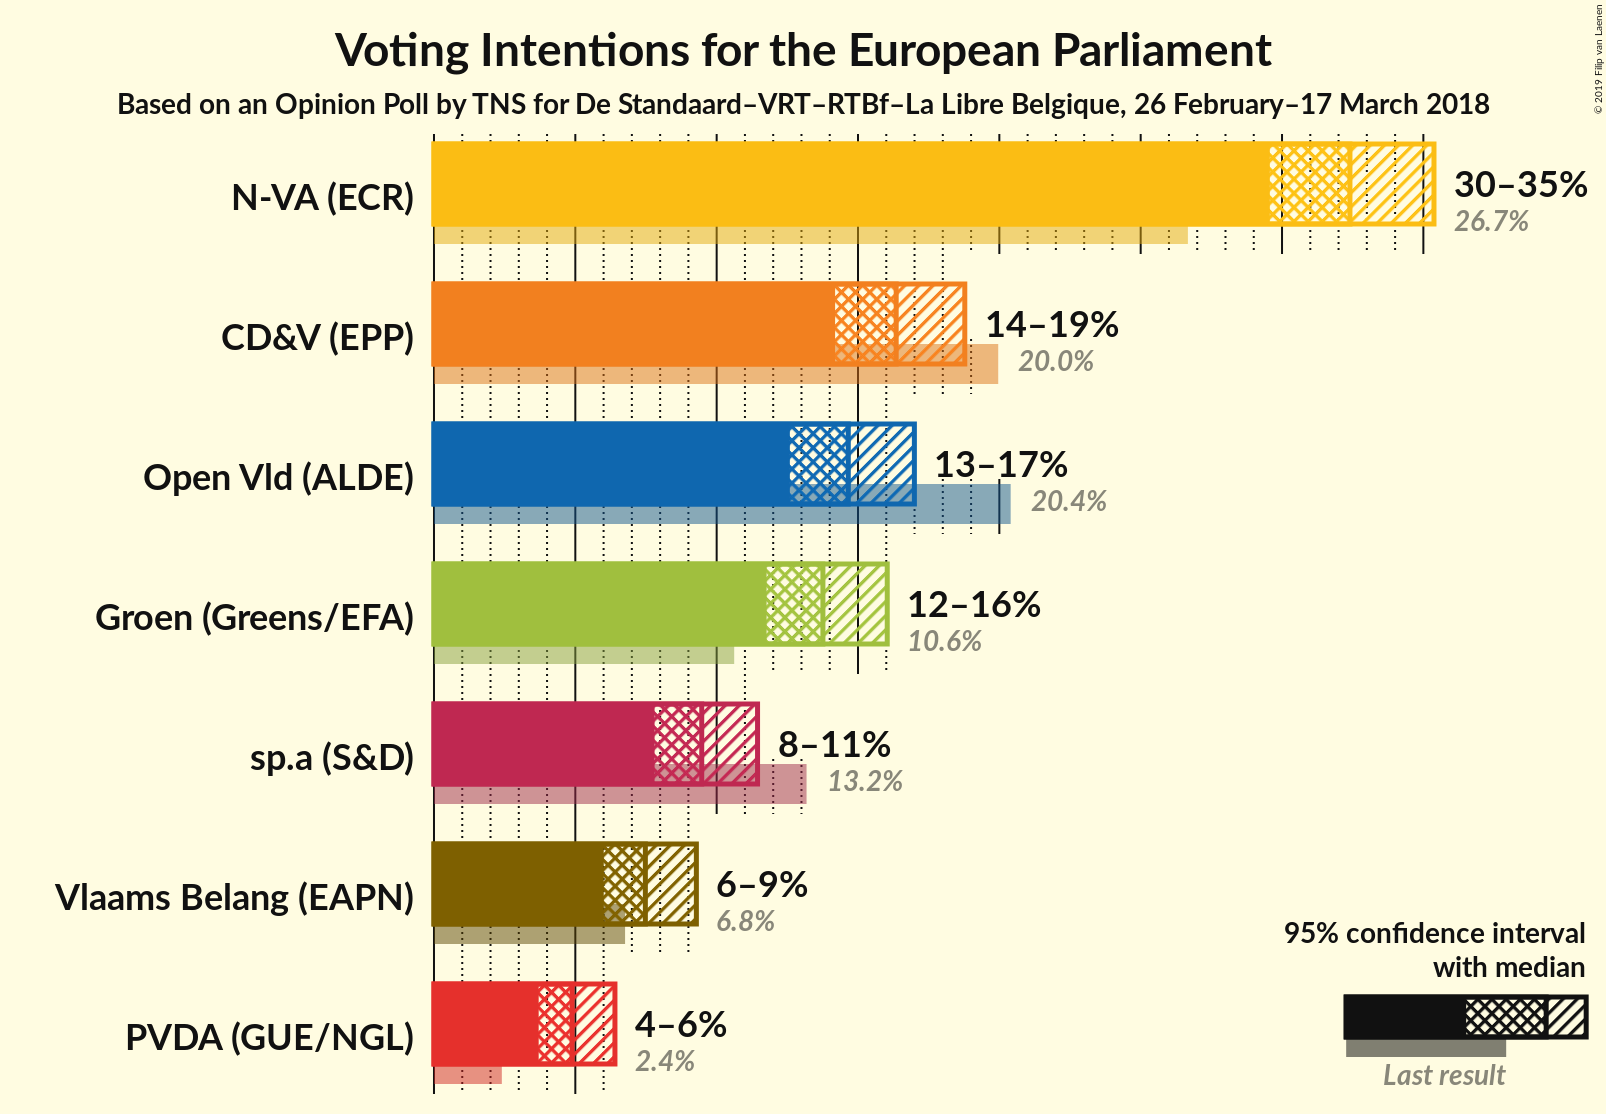 Voting Intentions for the European Parliament
Based on an Opinion Poll by TNS for De Standaard–VRT–RTBf–La Libre Belgique, 26 February–17 March 2018
© 2019 Filip van Laenen
N-VA (ECR)
30–35%
26.7%
CD&V (EPP)
14–19%
20.0%
Open Vld (ALDE)
13–17%
20.4%
Groen (Greens/EFA)
12–16%
10.6%
sp.a (S&D)
8–11%
13.2%
Vlaams Belang (EAPN)
6–9%
6.8%
PVDA (GUE/NGL)
4–6%
2.4%
95% confidence interval
with median
Last result